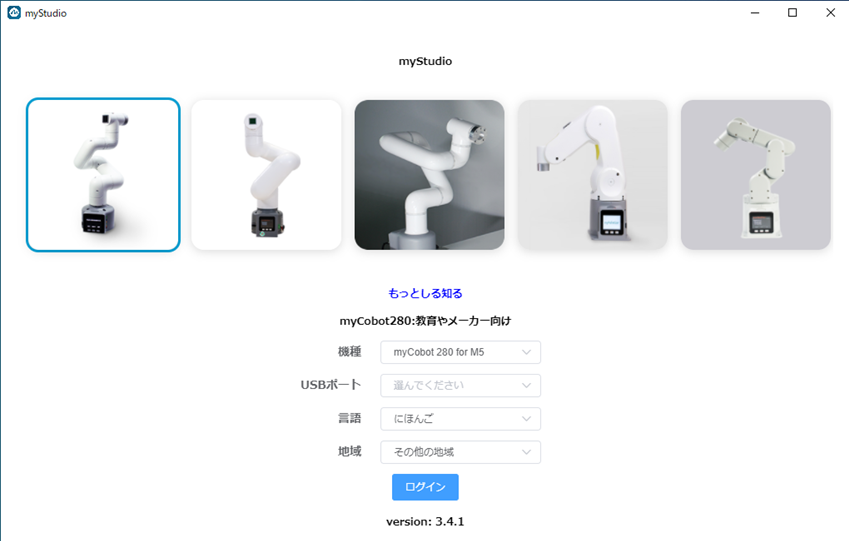 myStudio
myStudio
もっとしる知る
myCobot280:教育やメーカー向け
機種 myCobot 280 for M5
USBポート 選んでください
言語 にほんご
地域 その他の地域
ログイン
version: 3.4.1